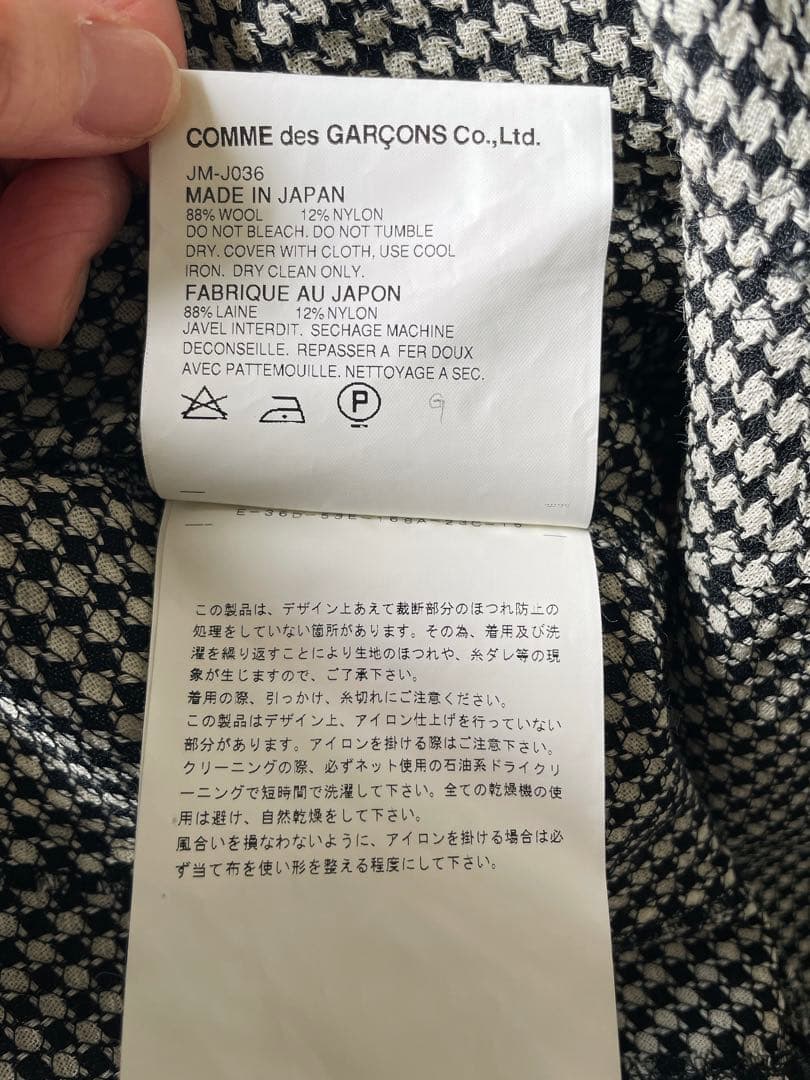 COMME des GARÇONS Co.,Ltd.
JM-J036
MADE IN JAPAN
88% WOOL 12% NYLON
DO NOT BLEACH. DO NOT TUMBLE
DRY. COVER WITH CLOTH, USE COOL
IRON. DRY CLEAN ONLY.
FABRIQUE AU JAPON
88% LAINE 12% NYLON
JAVEL INTERDIT. SECHAGE MACHINE
DECONSEILLE. REPASSER A FER DOUX
AVEC PATTEMOUILLE. NETTOYAGE A SEC.
P
この製品は、デザイン上あえて裁断部分のほつれ防止の
処理をしていない箇所があります。その為、着用及び洗
濯を繰り返すことにより生地のほつれや、糸ダレ等の現
象が生じますので、ご了承下さい。
着用の際、引っかけ、糸切れにご注意ください。
この製品はデザイン上、アイロン仕上げを行っていない
部分があります。アイロンを掛ける際はご注意下さい。
クリーニングの際、必ずネット使用の石油系ドライクリ
ーニングで短時間で洗濯して下さい。全ての乾燥機の使
用は避け、自然乾燥をして下さい。
風合いを損なわないように、アイロンを掛ける場合は必
ず当て布を使い形を整える程度にして下さい。